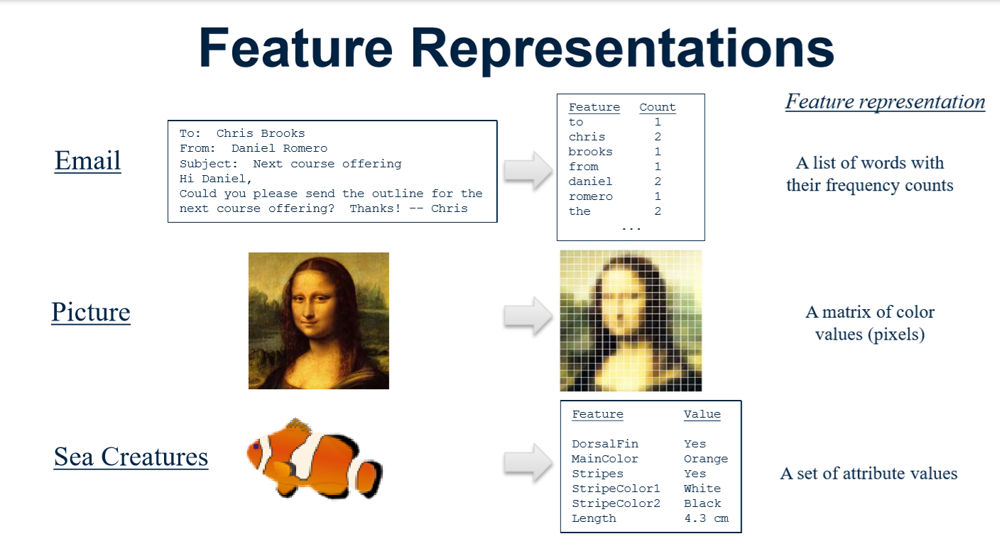 Feature Representations
Feature representation
Email
To:  Chris Brooks
From:  Daniel Romero
Subject:  Next course offering
Hi Daniel,
Could you please send the outline for the
next course offering?  Thanks! -- Chris
Feature Count
to 1
chris 2
brooks 1
from 1
daniel 2
romero 1
the 2
...
A list of words with
their frequency counts
Picture
A matrix of color
values (pixels)
Sea Creatures
Feature Value
DorsalFin Yes
MainColor Orange
Stripes Yes
StripeColor1 White
StripeColor2 Black
Length 4.3 cm
A set of attribute values